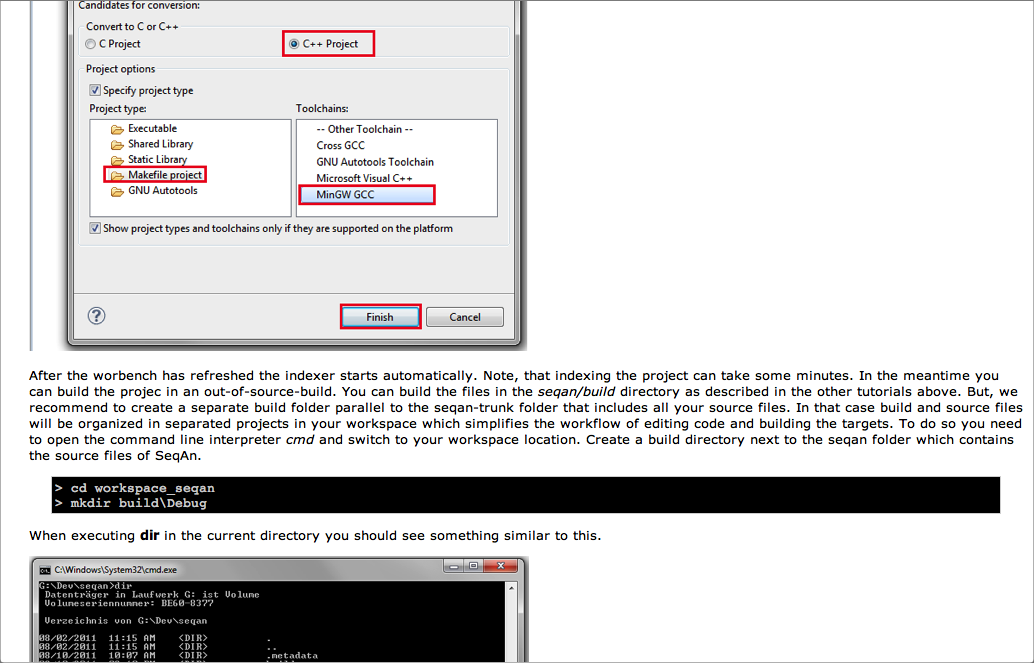 Candidates for conversion:
Convert to C or C++
C Project
C++ Project
Project options
Specify project type
Project type:
Toolchains:
Executable
Shared Library
Static Library
Makefile project
GNU Autotools
-- Other Toolchain --
Cross GCC
GNU Autotools Toolchain
Microsoft Visual C++
MinGW GCC
Show project types and toolchains only if they are supported on the platform
?
Finish
Cancel
After the worbench has refreshed the indexer starts automatically. Note, that indexing the project can take some minutes. In the meantime you
can build the projec in an out-of-source-build. You can build the files in the seqan/build directory as described in the other tutorials above. But, we
recommend to create a separate build folder parallel to the seqan-trunk folder that includes all your source files. In that case build and source files
will be organized in separated projects in your workspace which simplifies the workflow of editing code and building the targets. To do so you need
to open the command line interpreter cmd and switch to your workspace location. Create a build directory next to the seqan folder which contains
the source files of SeqAn.
> cd workspace_seqan
> mkdir build\Debug
When executing dir in the current directory you should see something similar to this.
C:\Windows\System32\cmd.exe
G:\Dev\seqan>dir
Datenträger in Laufwerk G: ist Volume
Volumeseriennummer: BE60-8377
Verzeichnis von G:\Dev\seqan
08/02/2011 11:15 AM <DIR> .
08/02/2011 11:15 AM <DIR> ..
08/10/2011 10:07 AM <DIR> .metadata